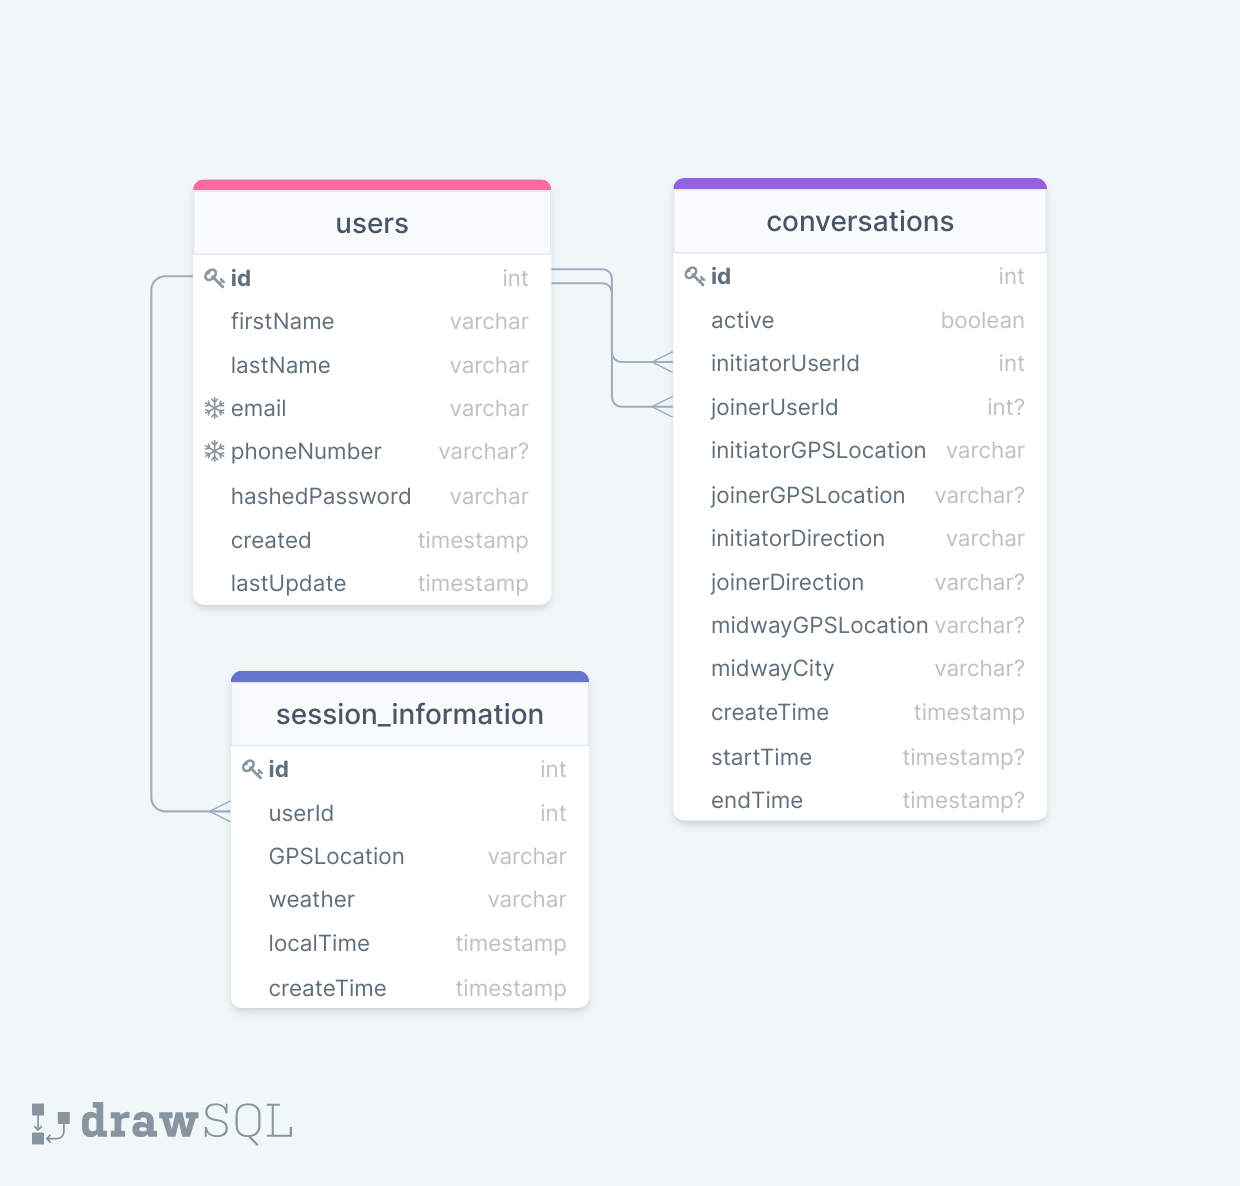 users
id int
firstName varchar
lastName varchar
email varchar
phoneNumber varchar?
hashedPassword varchar
created timestamp
lastUpdate timestamp
conversations
id int
active boolean
initiatorUserId int
joinerUserId int?
initiatorGPSLocation varchar
joinerGPSLocation varchar?
initiatorDirection varchar
joinerDirection varchar?
midwayGPSLocation varchar?
midwayCity varchar?
createTime timestamp
startTime timestamp?
endTime timestamp?
session_information
id int
userId int
GPSLocation varchar
weather varchar
localTime timestamp
createTime timestamp
drawSQL